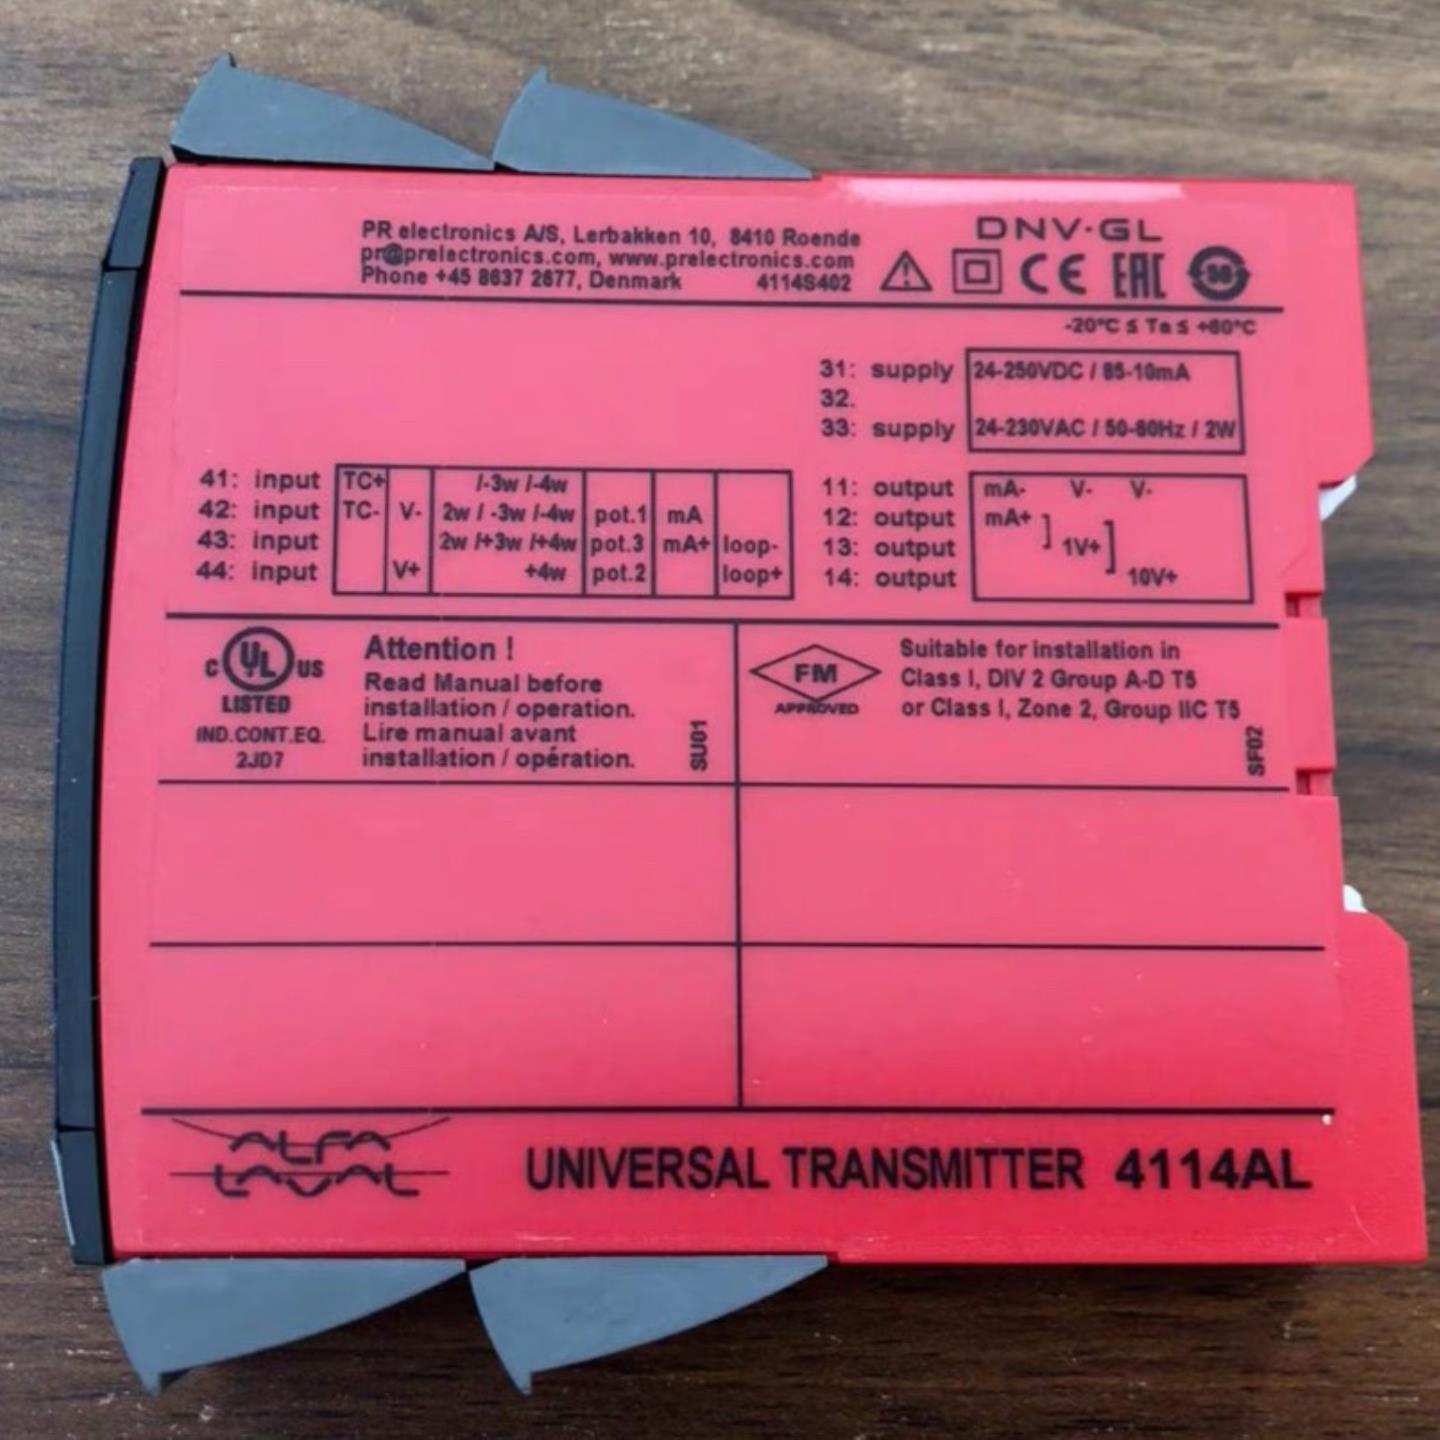 PR electronics A/S, Lerbakken 10, 8410 Roende
pr@prelectronics.com, www.prelectronics.com
Phone +45 8637 2677, Denmark 4114S402
DNV·GL
CE EAC
-20°C ≤ Ta ≤ +60°C
31: supply 24-250VDC / 85-10mA
32.
33: supply 24-230VAC / 50-60Hz / 2W
41: input TC+ /-3w /-4w
42: input TC- V- 2w / -3w /-4w pot.1 mA
43: input 2w /+3w /+4w pot.3 mA+ loop-
44: input V+ +4w pot.2 loop+
11: output mA- V- V-
12: output mA+
13: output 1V+
14: output 10V+
C UL US
LISTED
IND.CONT.EQ.
2JD7
Attention !
Read Manual before
installation / operation.
Lire manuel avant
installation / opération.
SU01
FM
APPROVED
Suitable for installation in
Class I, DIV 2 Group A-D T5
or Class I, Zone 2, Group IIC T5
SF02
ALFA
LAVAL
UNIVERSAL TRANSMITTER 4114AL